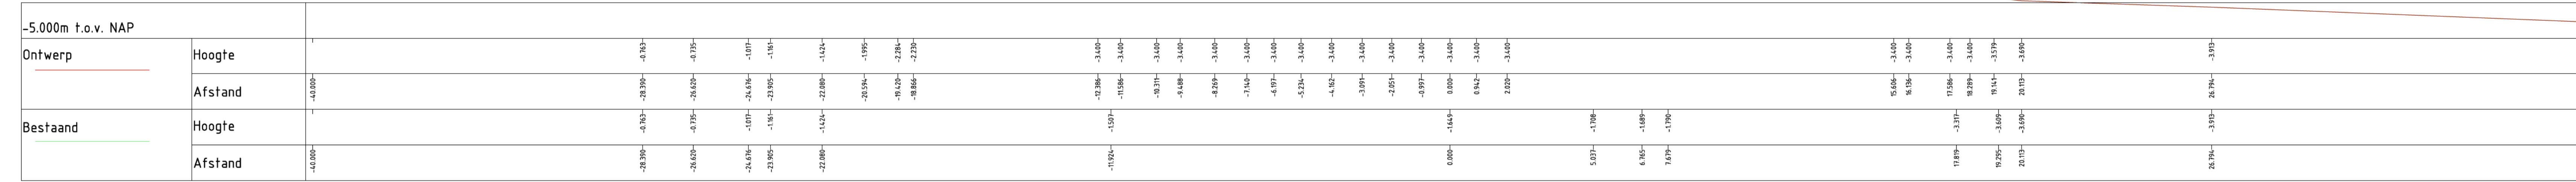 -5.000m t.o.v. NAP
Ontwerp
Hoogte
-0.763 -0.735 -1.017 -1.161 -1.424 -1.995 -2.284 -2.230 -3.400 -3.400 -3.400 -3.400 -3.400 -3.400 -3.400 -3.400 -3.400 -3.400 -3.400 -3.400 -3.400 -3.400 -3.400 -3.400 -3.400 -3.400 -3.400 -3.579 -3.690 -3.913
Afstand
-40.000 -28.390 -26.620 -24.676 -23.905 -22.080 -20.594 -19.420 -18.866 -12.386 -11.586 -10.311 -9.488 -8.269 -7.140 -6.197 -5.234 -4.162 -3.091 -2.051 -0.997 0.000 0.942 2.020 15.606 16.136 17.586 18.289 19.141 20.113 26.794
Bestaand
Hoogte
-0.763 -0.735 -1.017 -1.161 -1.424 -1.507 -1.649 -1.708 -1.689 -1.790 -3.317 -3.609 -3.690 -3.913
Afstand
-40.000 -28.390 -26.620 -24.676 -23.905 -22.080 -11.924 0.000 5.037 6.765 7.679 17.819 19.295 20.113 26.794